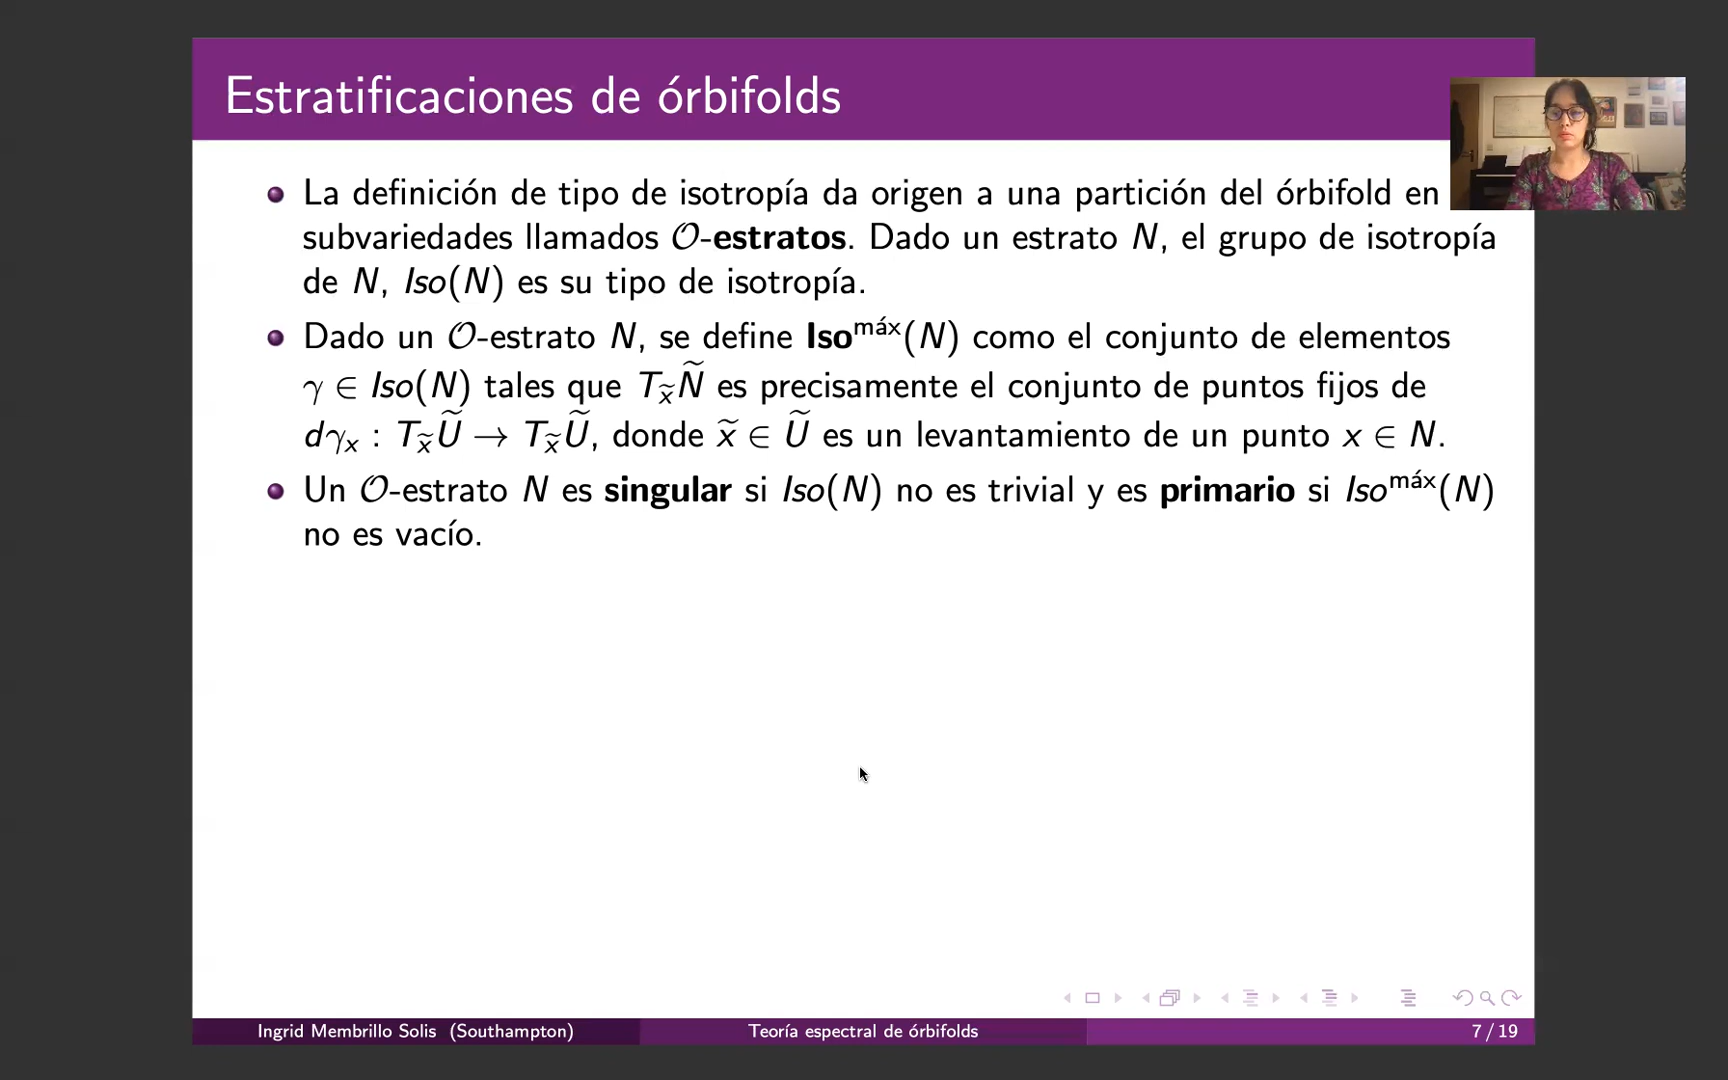 Estratificaciones de órbifolds
La definición de tipo de isotropía da origen a una partición del órbifold en
subvariedades llamados 𝒪-estratos. Dado un estrato N, el grupo de isotropía
de N, Iso(N) es su tipo de isotropía.
Dado un 𝒪-estrato N, se define Iso^máx(N) como el conjunto de elementos
γ ∈ Iso(N) tales que T_x̃ Ñ es precisamente el conjunto de puntos fijos de
dγ_x : T_x̃ Ũ → T_x̃ Ũ, donde x̃ ∈ Ũ es un levantamiento de un punto x ∈ N.
Un 𝒪-estrato N es singular si Iso(N) no es trivial y es primario si Iso^máx(N)
no es vacío.
Ingrid Membrillo Solis (Southampton) Teoría espectral de órbifolds 7 / 19